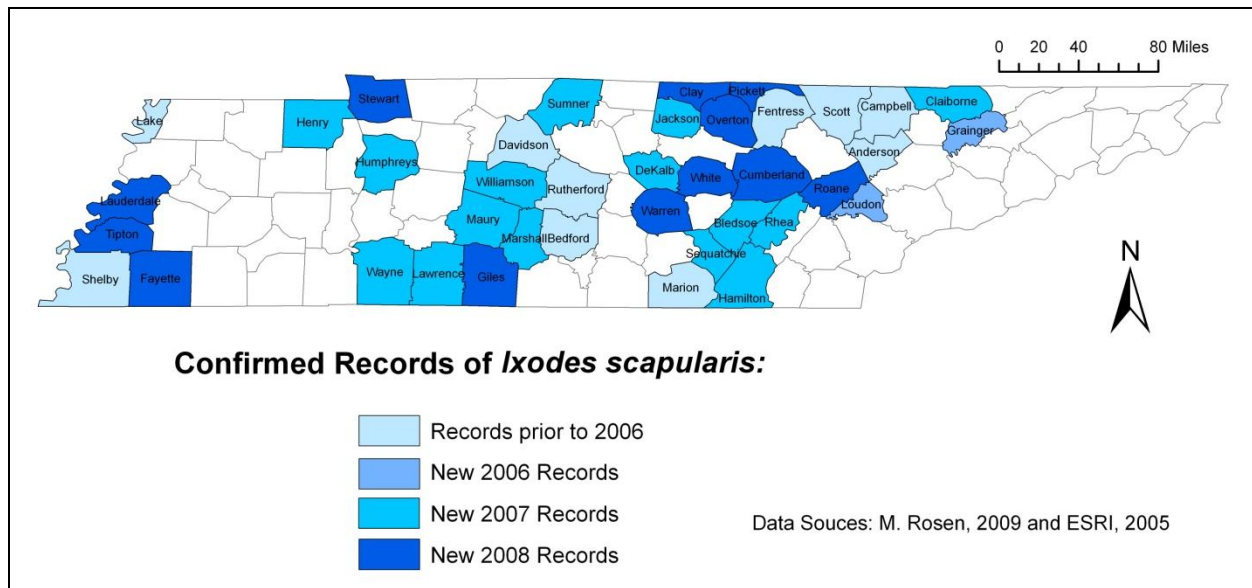 0 20 40 80 Miles
Stewart
Clay
Pickett
Lake
Henry
Sumner
Jackson
Overton
Fentress
Scott
Campbell
Claiborne
Grainger
Davidson
Anderson
Humphreys
DeKalb
White
Cumberland
Roane
Loudon
Williamson
Rutherford
Lauderdale
Warren
Bledsoe
Rhea
Maury
Tipton
Marshall
Bedford
Sequatchie
Shelby
Fayette
Wayne
Lawrence
Giles
Marion
Hamilton
N
Confirmed Records of Ixodes scapularis:
Records prior to 2006
New 2006 Records
New 2007 Records
New 2008 Records
Data Souces: M. Rosen, 2009 and ESRI, 2005